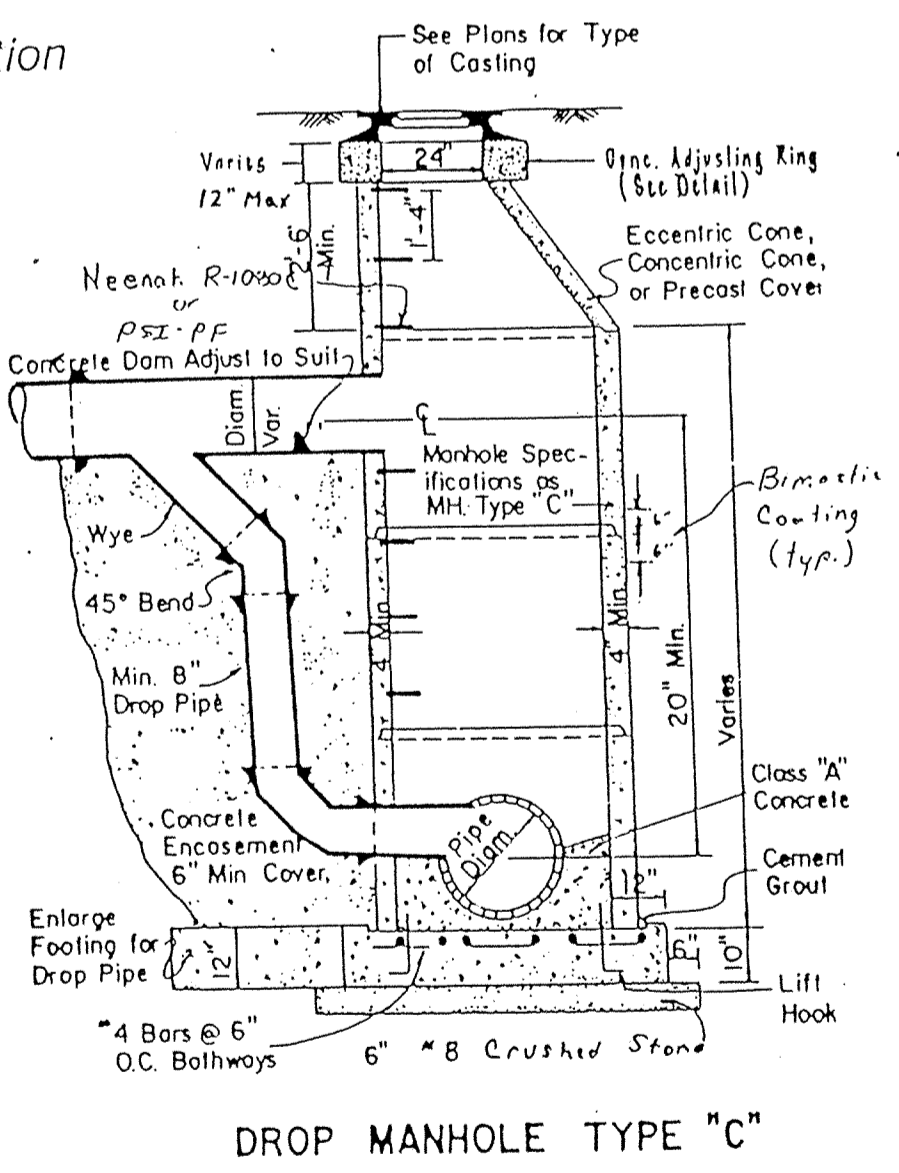 tion
See Plans for Type
of Casting
Varies
12" Max
24"
Conc. Adjusting Ring
(See Detail)
2'-6
Min.
1'-4"
Eccentric Cone,
Concentric Cone,
or Precast Cover
Neenah R-1080C
or
PSI-PF
Concrete Dam Adjust to Suit
Diam.
Var.
CL
Manhole Spec-
ifications as
MH. Type "C"
6"
6"
Coating
(typ.)
Wye
45° Bend
4" Min
4" Min.
Min. 8"
Drop Pipe
20" Min.
Varies
Class "A"
Concrete
Concrete
Encasement
6" Min Cover,
Pipe
Diam.
Cement
Grout
12"
Enlarge
Footing for
Drop Pipe
12"
6"
10"
Lift
Hook
#4 Bars @ 6"
O.C. Bothways
6" #8 Crushed Stone
DROP MANHOLE TYPE "C"